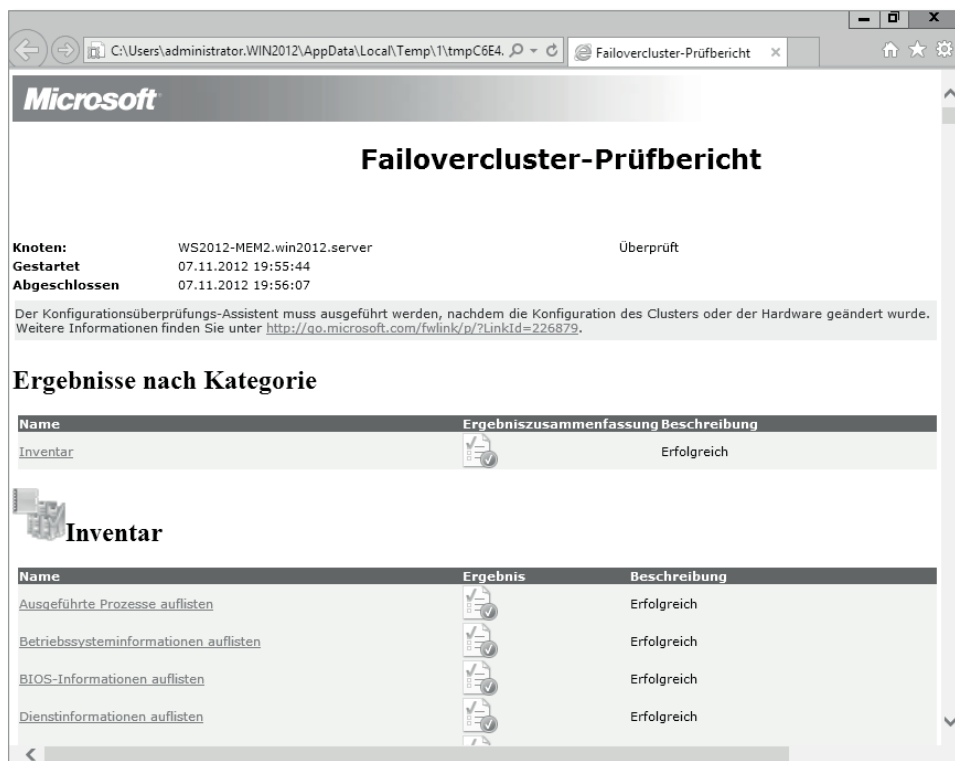 C:\Users\administrator.WIN2012\AppData\Local\Temp\1\tmpC6E4.
Failovercluster-Prüfbericht
Microsoft
Failovercluster-Prüfbericht
Knoten: WS2012-MEM2.win2012.server Überprüft
Gestartet 07.11.2012 19:55:44
Abgeschlossen 07.11.2012 19:56:07
Der Konfigurationsüberprüfungs-Assistent muss ausgeführt werden, nachdem die Konfiguration des Clusters oder der Hardware geändert wurde.
Weitere Informationen finden Sie unter http://go.microsoft.com/fwlink/p/?LinkId=226879.
Ergebnisse nach Kategorie
Name Ergebniszusammenfassung Beschreibung
Inventar Erfolgreich
Inventar
Name Ergebnis Beschreibung
Ausgeführte Prozesse auflisten Erfolgreich
Betriebssysteminformationen auflisten Erfolgreich
BIOS-Informationen auflisten Erfolgreich
Dienstinformationen auflisten Erfolgreich